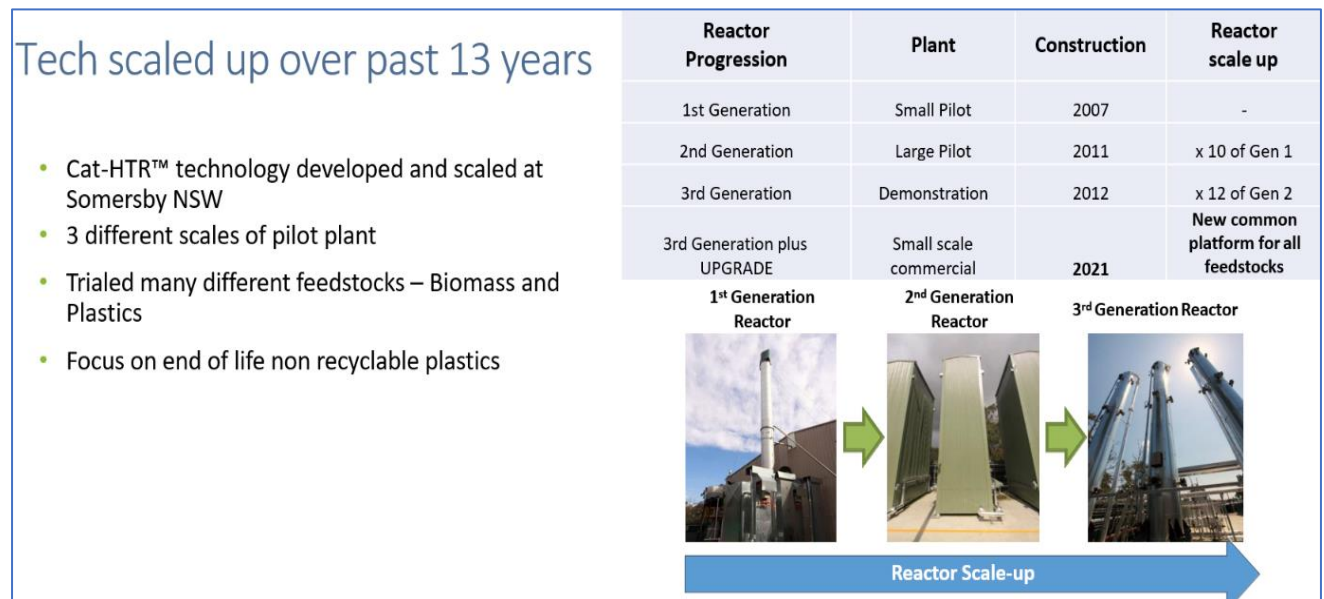 Tech scaled up over past 13 years
• Cat-HTR™ technology developed and scaled at
Somersby NSW
• 3 different scales of pilot plant
• Trialed many different feedstocks – Biomass and
Plastics
• Focus on end of life non recyclable plastics
Reactor
Progression
Plant
Construction
Reactor
scale up
1st Generation
Small Pilot
2007
-
2nd Generation
Large Pilot
2011
x 10 of Gen 1
3rd Generation
Demonstration
2012
x 12 of Gen 2
3rd Generation plus
UPGRADE
Small scale
commercial
2021
New common
platform for all
feedstocks
1st Generation
Reactor
2nd Generation
Reactor
3rd Generation Reactor
Reactor Scale-up